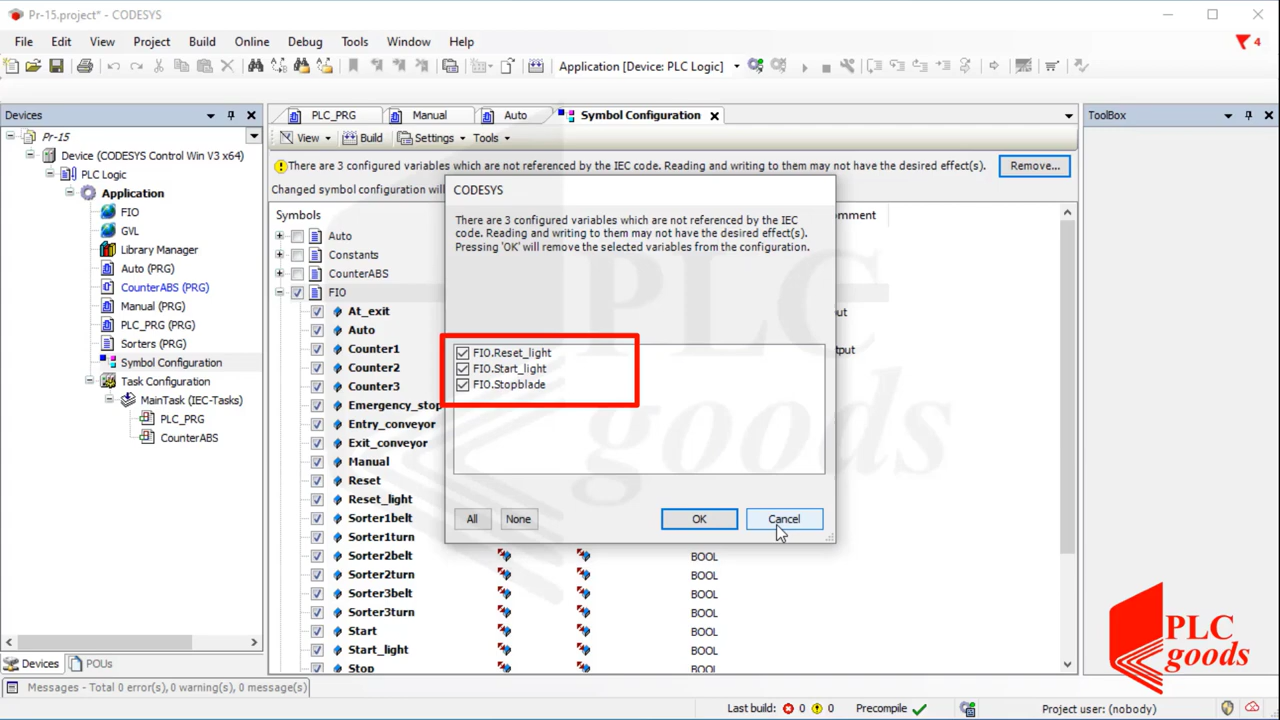 Pr-15.project* - CODESYS
File Edit View Project Build Online Debug Tools Window Help
4
Application [Device: PLC Logic]
Devices
PLC_PRG Manual Auto Symbol Configuration
ToolBox
Pr-15
Device (CODESYS Control Win V3 x64)
PLC Logic
Application
FIO
GVL
Library Manager
Auto (PRG)
CounterABS (PRG)
Manual (PRG)
PLC_PRG (PRG)
Sorters (PRG)
Symbol Configuration
Task Configuration
MainTask (IEC-Tasks)
PLC_PRG
CounterABS
Devices POUs
View Build Settings Tools
There are 3 configured variables which are not referenced by the IEC code. Reading and writing to them may not have the desired effect(s).
Remove...
Changed symbol configuration will
Symbols
Auto
Constants
CounterABS
FIO
At_exit
Auto
Counter1
Counter2
Counter3
Emergency_stop
Entry_conveyor
Exit_conveyor
Manual
Reset
Reset_light
Sorter1belt
Sorter1turn
Sorter2belt BOOL
Sorter2turn BOOL
Sorter3belt BOOL
Sorter3turn BOOL
Start BOOL
Start_light BOOL
Stop BOOL
CODESYS
There are 3 configured variables which are not referenced by the IEC
code. Reading and writing to them may not have the desired effect(s).
Pressing 'OK' will remove the selected variables from the configuration.
FIO.Reset_light
FIO.Start_light
FIO.Stopblade
All None OK Cancel
PLC
goods
PLC
goods
Messages - Total 0 error(s), 0 warning(s), 0 message(s)
Last build: 0 0 Precompile Project user: (nobody)